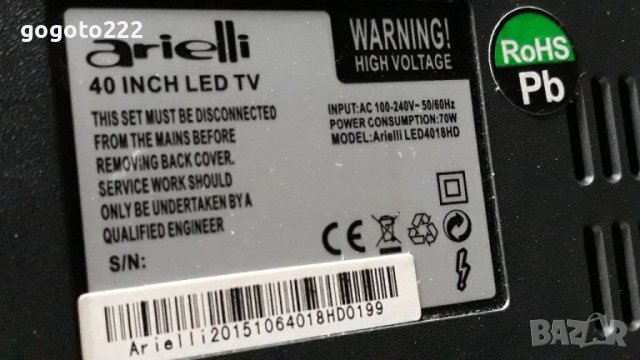 gogoto222
arielli
40 INCH LED TV
THIS SET MUST BE DISCONNECTED
FROM THE MAINS BEFORE
REMOVING BACK COVER.
SERVICE WORK SHOULD
ONLY BE UNDERTAKEN BY A
QUALIFIED ENGINEER
S/N:
WARNING!
HIGH VOLTAGE
INPUT:AC 100-240V~ 50/60Hz
POWER CONSUMPTION:70W
MODEL:Arielli LED4018HD
CE
RoHS
Pb
Arielli20151064018HD0199
BAZAR.bg